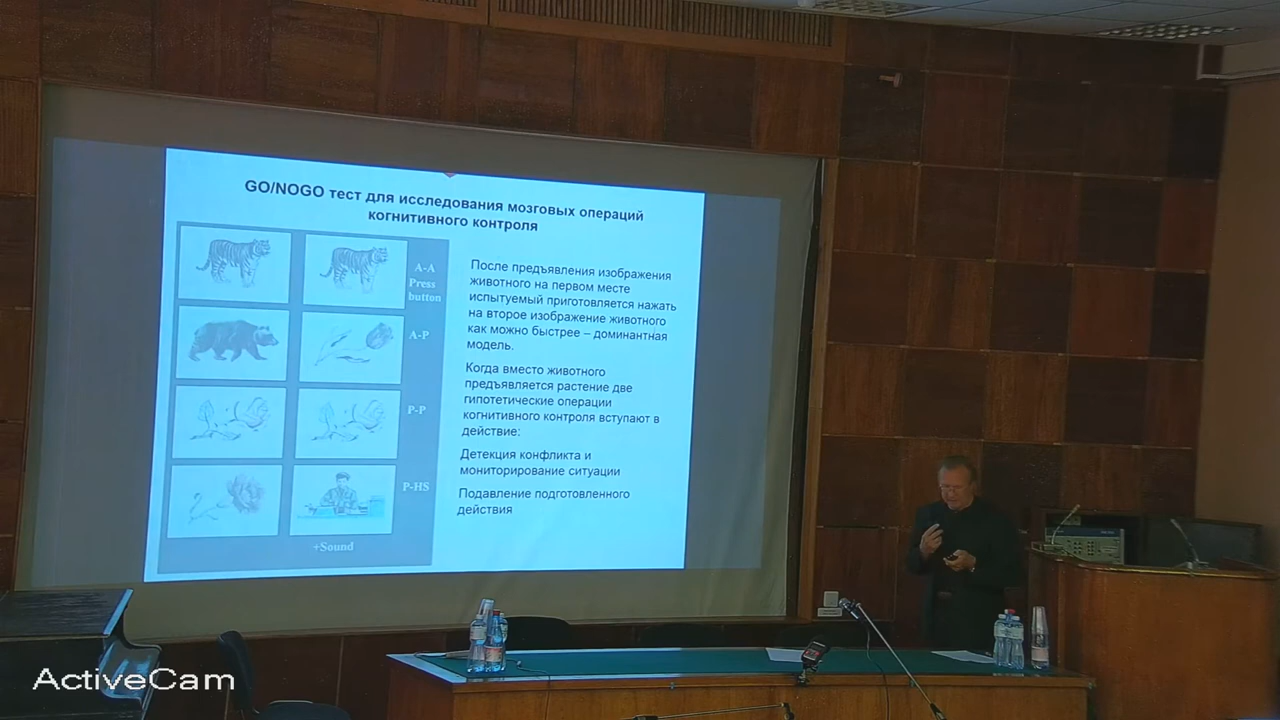 GO/NOGO тест для исследования мозговых операций
когнитивного контроля
A-A
Press
button
A-P
P-P
P-HS
+Sound
После предъявления изображения
животного на первом месте
испытуемый приготовляется нажать
на второе изображение животного
как можно быстрее – доминантная
модель.
Когда вместо животного
предъявляется растение две
гипотетические операции
когнитивного контроля вступают в
действие:
Детекция конфликта и
мониторирование ситуации
Подавление подготовленного
действия
ActiveCam